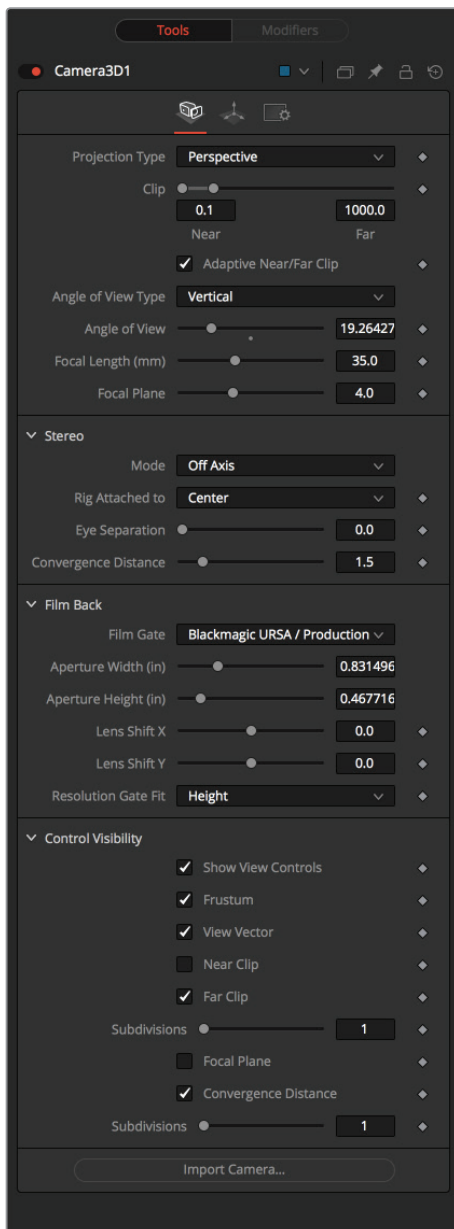 Tools Modifiers
Camera3D1
Projection Type Perspective
Clip
0.1 1000.0
Near Far
Adaptive Near/Far Clip
Angle of View Type Vertical
Angle of View 19.26427
Focal Length (mm) 35.0
Focal Plane 4.0
Stereo
Mode Off Axis
Rig Attached to Center
Eye Separation 0.0
Convergence Distance 1.5
Film Back
Film Gate Blackmagic URSA / Production
Aperture Width (in) 0.831496
Aperture Height (in) 0.467716
Lens Shift X 0.0
Lens Shift Y 0.0
Resolution Gate Fit Height
Control Visibility
Show View Controls
Frustum
View Vector
Near Clip
Far Clip
Subdivisions 1
Focal Plane
Convergence Distance
Subdivisions 1
Import Camera...